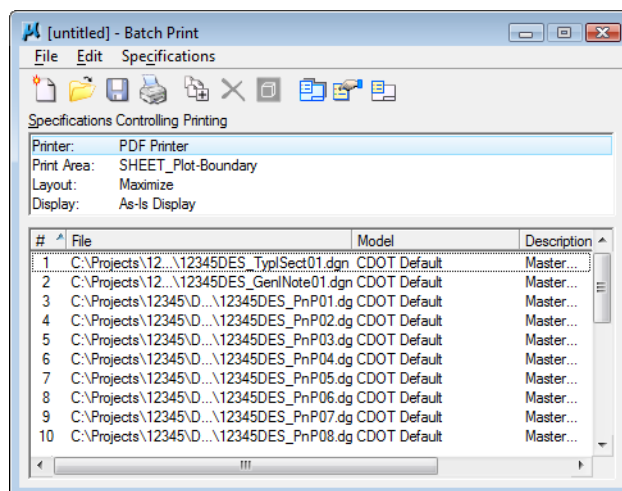 [untitled] - Batch Print
File Edit Specifications
Specifications Controlling Printing
Printer: PDF Printer
Print Area: SHEET_Plot-Boundary
Layout: Maximize
Display: As-Is Display
# File Model Description
1 C:\Projects\12...\12345DES_TyplSect01.dgn CDOT Default Master...
2 C:\Projects\12...\12345DES_GenlNote01.dgn CDOT Default Master...
3 C:\Projects\12345\D...\12345DES_PnP01.dg CDOT Default Master...
4 C:\Projects\12345\D...\12345DES_PnP02.dg CDOT Default Master...
5 C:\Projects\12345\D...\12345DES_PnP03.dg CDOT Default Master...
6 C:\Projects\12345\D...\12345DES_PnP04.dg CDOT Default Master...
7 C:\Projects\12345\D...\12345DES_PnP05.dg CDOT Default Master...
8 C:\Projects\12345\D...\12345DES_PnP06.dg CDOT Default Master...
9 C:\Projects\12345\D...\12345DES_PnP07.dg CDOT Default Master...
10 C:\Projects\12345\D...\12345DES_PnP08.dg CDOT Default Master...